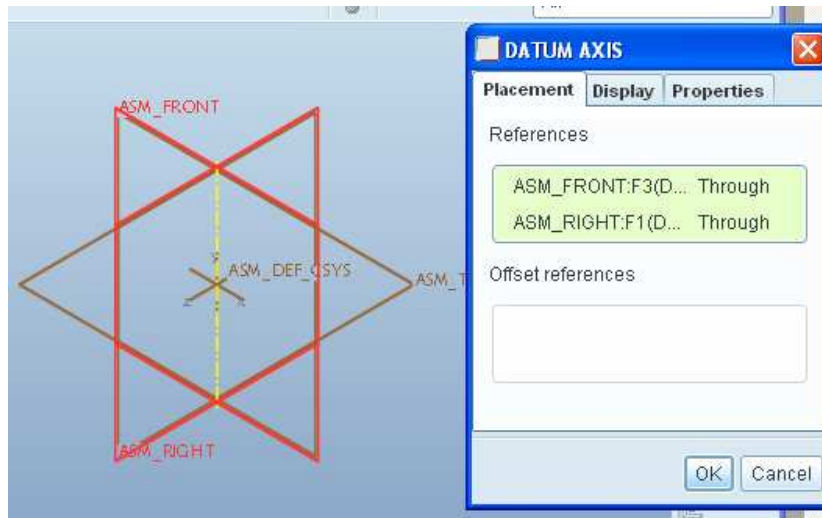 ASM_FRONT
Y
ASM_DEF_CSYS
Z
X
ASM_T
ASM_RIGHT
DATUM AXIS
Placement Display Properties
References
ASM_FRONT:F3(D... Through
ASM_RIGHT:F1(D... Through
Offset references
OK Cancel